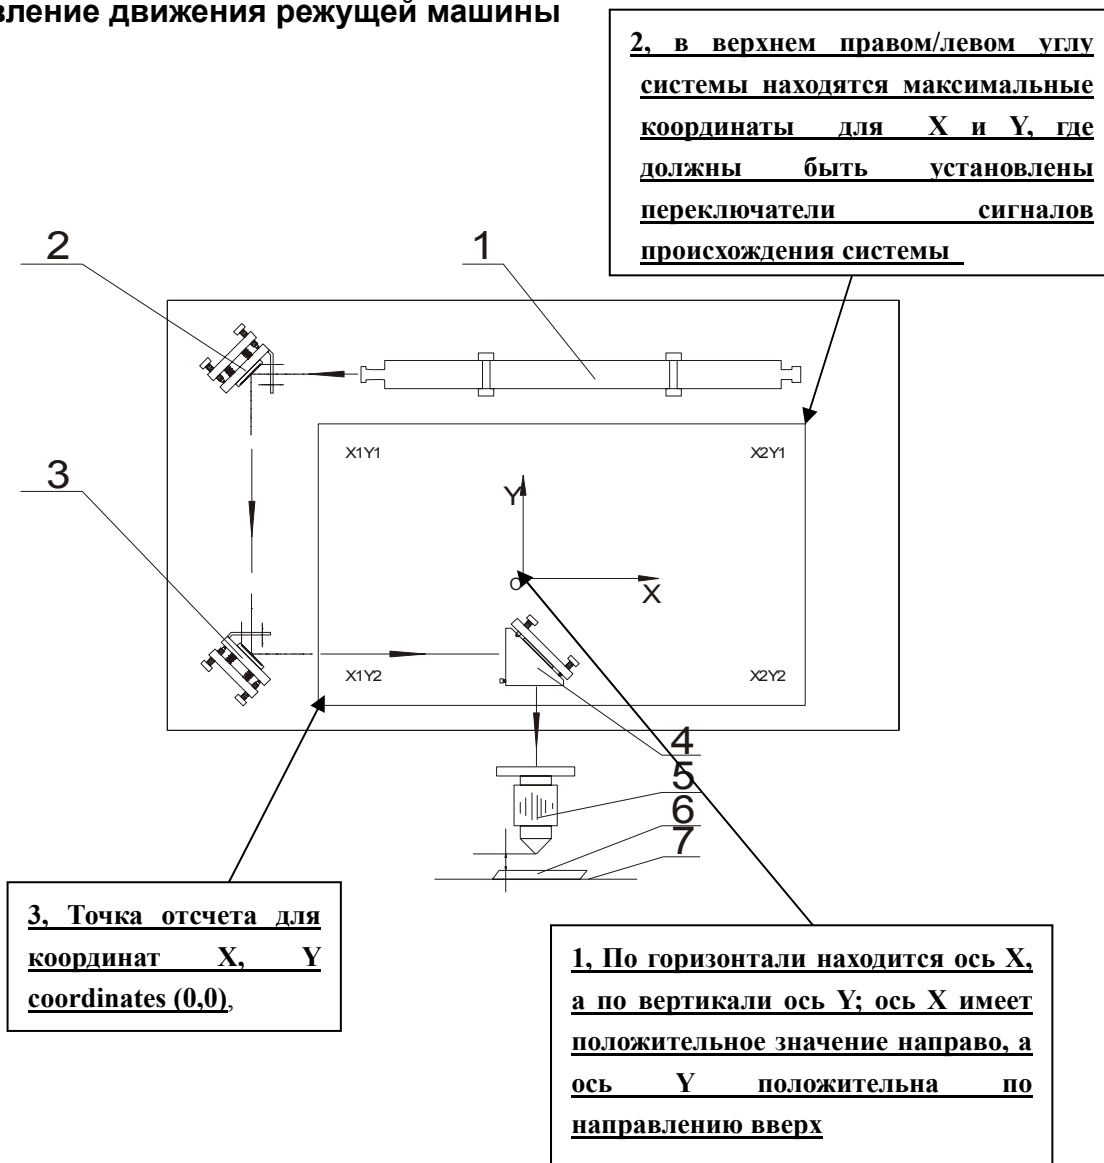 вление движения режущей машины
2, в верхнем правом/левом углу
системы находятся максимальные
координаты для X и Y, где
должны быть установлены
переключатели сигналов
происхождения системы
2
1
X1Y1
X2Y1
3
Y
O
X
X1Y2
X2Y2
4
5
6
7
3, Точка отсчета для
координат X, Y
coordinates (0,0),
1, По горизонтали находится ось X,
а по вертикали ось Y; ось X имеет
положительное значение направо, а
ось Y положительна по
направлению вверх